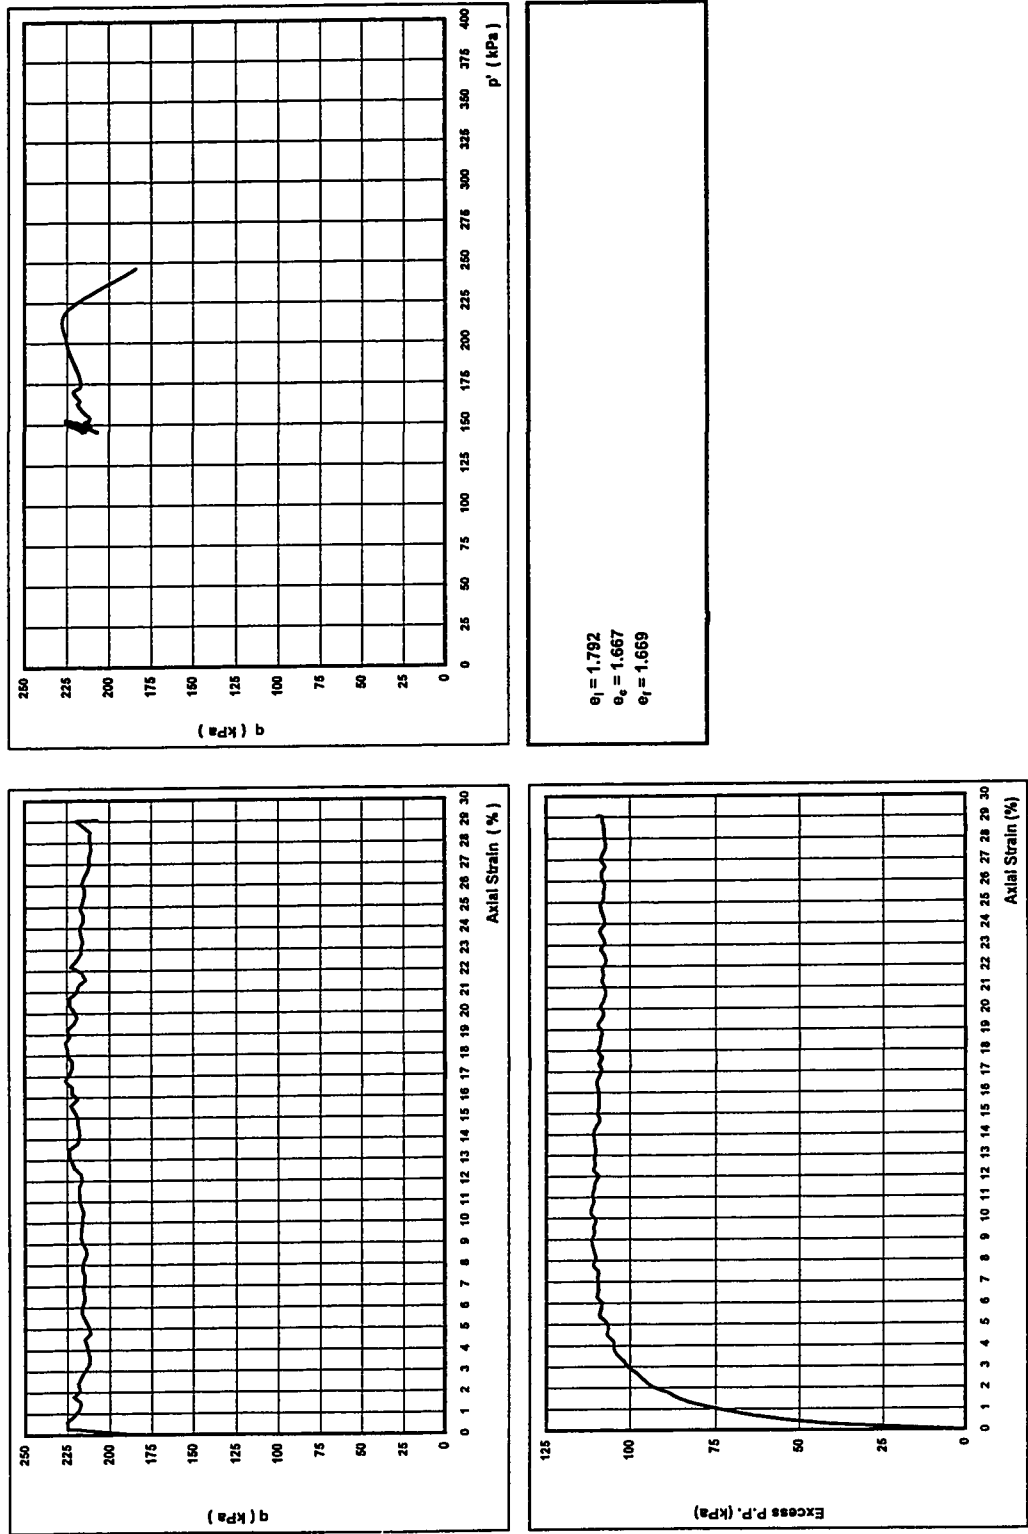 250
225
200
175
150
125
100
75
50
25
0
q ( kPa )
0 1 2 3 4 5 6 7 8 9 10 11 12 13 14 15 16 17 18 19 20 21 22 23 24 25 26 27 28 29 30
Axial Strain ( % )
250
225
200
175
150
125
100
75
50
25
0
q ( kPa )
0 25 50 75 100 125 150 175 200 225 250 275 300 325 350 375 400
p' ( kPa )
125
100
75
50
25
0
Excess P.P. (kPa)
0 1 2 3 4 5 6 7 8 9 10 11 12 13 14 15 16 17 18 19 20 21 22 23 24 25 26 27 28 29 30
Axial Strain (%)
eᵢ = 1.792
e꜀ = 1.667
e_f = 1.669